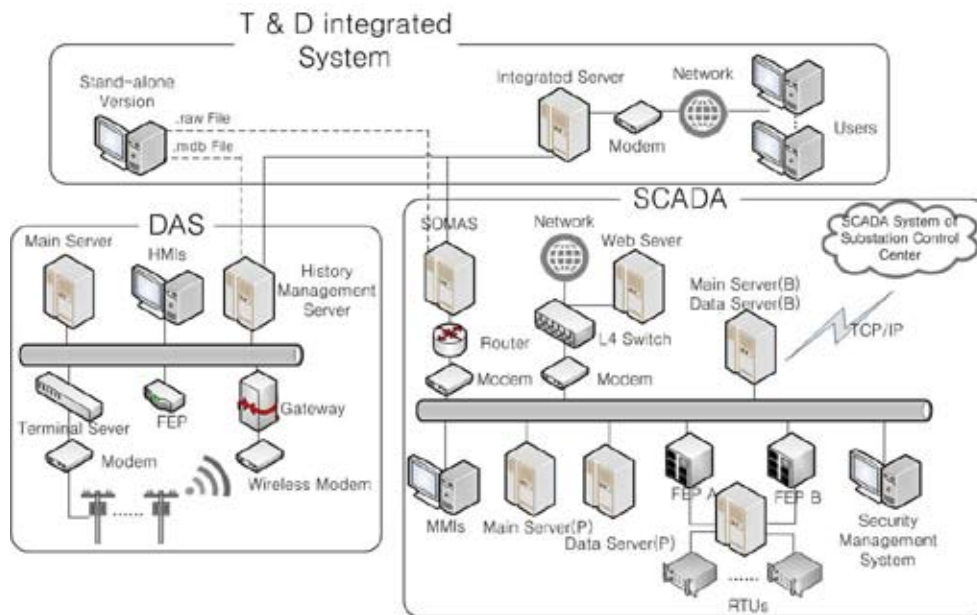 T & D integrated
System
Stand-alone
Version
.raw File
.mdb File
Integrated Server
Network
Modem
Users
DAS
Main Server
HMIs
History
Management
Server
Terminal Sever
FEP
Gateway
Modem
Wireless Modem
SCADA
SOMAS
Network
Web Sever
SCADA System of
Substation Control
Center
Main Server(B)
Data Server(B)
TCP/IP
Router
L4 Switch
Modem
Modem
MMIs
Main Server(P)
Data Server(P)
FEP A
FEP B
Security
Management
System
RTUs